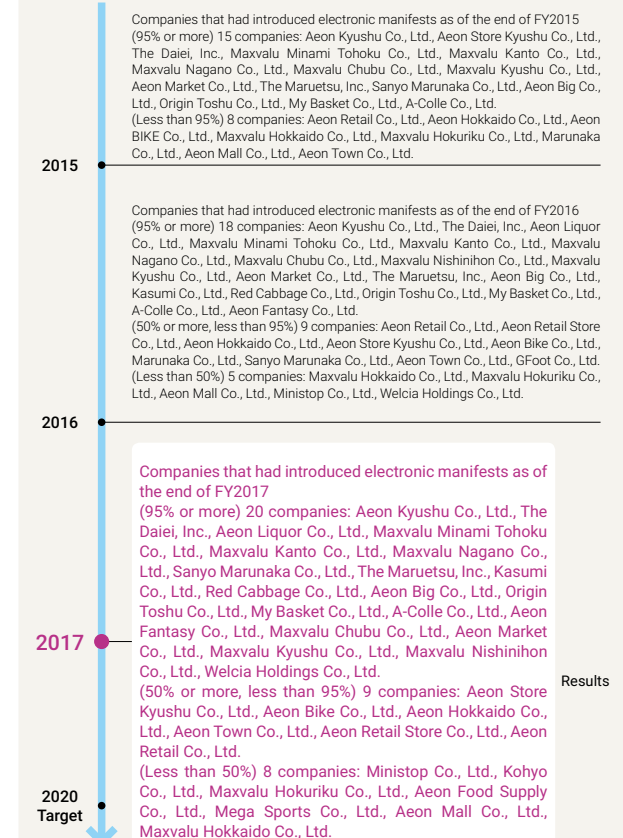 Companies that had introduced electronic manifests as of the end of FY2015
(95% or more) 15 companies: Aeon Kyushu Co., Ltd., Aeon Store Kyushu Co., Ltd.,
The Daiei, Inc., Maxvalu Minami Tohoku Co., Ltd., Maxvalu Kanto Co., Ltd.,
Maxvalu Nagano Co., Ltd., Maxvalu Chubu Co., Ltd., Maxvalu Kyushu Co., Ltd.,
Aeon Market Co., Ltd., The Maruetsu, Inc., Sanyo Marunaka Co., Ltd., Aeon Big Co.,
Ltd., Origin Toshu Co., Ltd., My Basket Co., Ltd., A-Colle Co., Ltd.
(Less than 95%) 8 companies: Aeon Retail Co., Ltd., Aeon Hokkaido Co., Ltd., Aeon
BIKE Co., Ltd., Maxvalu Hokkaido Co., Ltd., Maxvalu Hokuriku Co., Ltd., Marunaka
Co., Ltd., Aeon Mall Co., Ltd., Aeon Town Co., Ltd.
2015
Companies that had introduced electronic manifests as of the end of FY2016
(95% or more) 18 companies: Aeon Kyushu Co., Ltd., The Daiei, Inc., Aeon Liquor
Co., Ltd., Maxvalu Minami Tohoku Co., Ltd., Maxvalu Kanto Co., Ltd., Maxvalu
Nagano Co., Ltd., Maxvalu Chubu Co., Ltd., Maxvalu Nishinihon Co., Ltd., Maxvalu
Kyushu Co., Ltd., Aeon Market Co., Ltd., The Maruetsu, Inc., Aeon Big Co., Ltd.,
Kasumi Co., Ltd., Red Cabbage Co., Ltd., Origin Toshu Co., Ltd., My Basket Co., Ltd.,
A-Colle Co., Ltd., Aeon Fantasy Co., Ltd.
(50% or more, less than 95%) 9 companies: Aeon Retail Co., Ltd., Aeon Retail Store
Co., Ltd., Aeon Hokkaido Co., Ltd., Aeon Store Kyushu Co., Ltd., Aeon Bike Co., Ltd.,
Marunaka Co., Ltd., Sanyo Marunaka Co., Ltd., Aeon Town Co., Ltd., GFoot Co., Ltd.
(Less than 50%) 5 companies: Maxvalu Hokkaido Co., Ltd., Maxvalu Hokuriku Co.,
Ltd., Aeon Mall Co., Ltd., Ministop Co., Ltd., Welcia Holdings Co., Ltd.
2016
Companies that had introduced electronic manifests as of
the end of FY2017
(95% or more) 20 companies: Aeon Kyushu Co., Ltd., The
Daiei, Inc., Aeon Liquor Co., Ltd., Maxvalu Minami Tohoku
Co., Ltd., Maxvalu Kanto Co., Ltd., Maxvalu Nagano Co.,
Ltd., Sanyo Marunaka Co., Ltd., The Maruetsu, Inc., Kasumi
Co., Ltd., Red Cabbage Co., Ltd., Aeon Big Co., Ltd., Origin
Toshu Co., Ltd., My Basket Co., Ltd., A-Colle Co., Ltd., Aeon
Fantasy Co., Ltd., Maxvalu Chubu Co., Ltd., Aeon Market
Co., Ltd., Maxvalu Kyushu Co., Ltd., Maxvalu Nishinihon
Co., Ltd., Welcia Holdings Co., Ltd.
(50% or more, less than 95%) 9 companies: Aeon Store
Kyushu Co., Ltd., Aeon Bike Co., Ltd., Aeon Hokkaido Co.,
Ltd., Aeon Town Co., Ltd., Aeon Retail Store Co., Ltd., Aeon
Retail Co., Ltd.
(Less than 50%) 8 companies: Ministop Co., Ltd., Kohyo
Co., Ltd., Maxvalu Hokuriku Co., Ltd., Aeon Food Supply
Co., Ltd., Mega Sports Co., Ltd., Aeon Mall Co., Ltd.,
Maxvalu Hokkaido Co., Ltd.
2017
Results
2020
Target